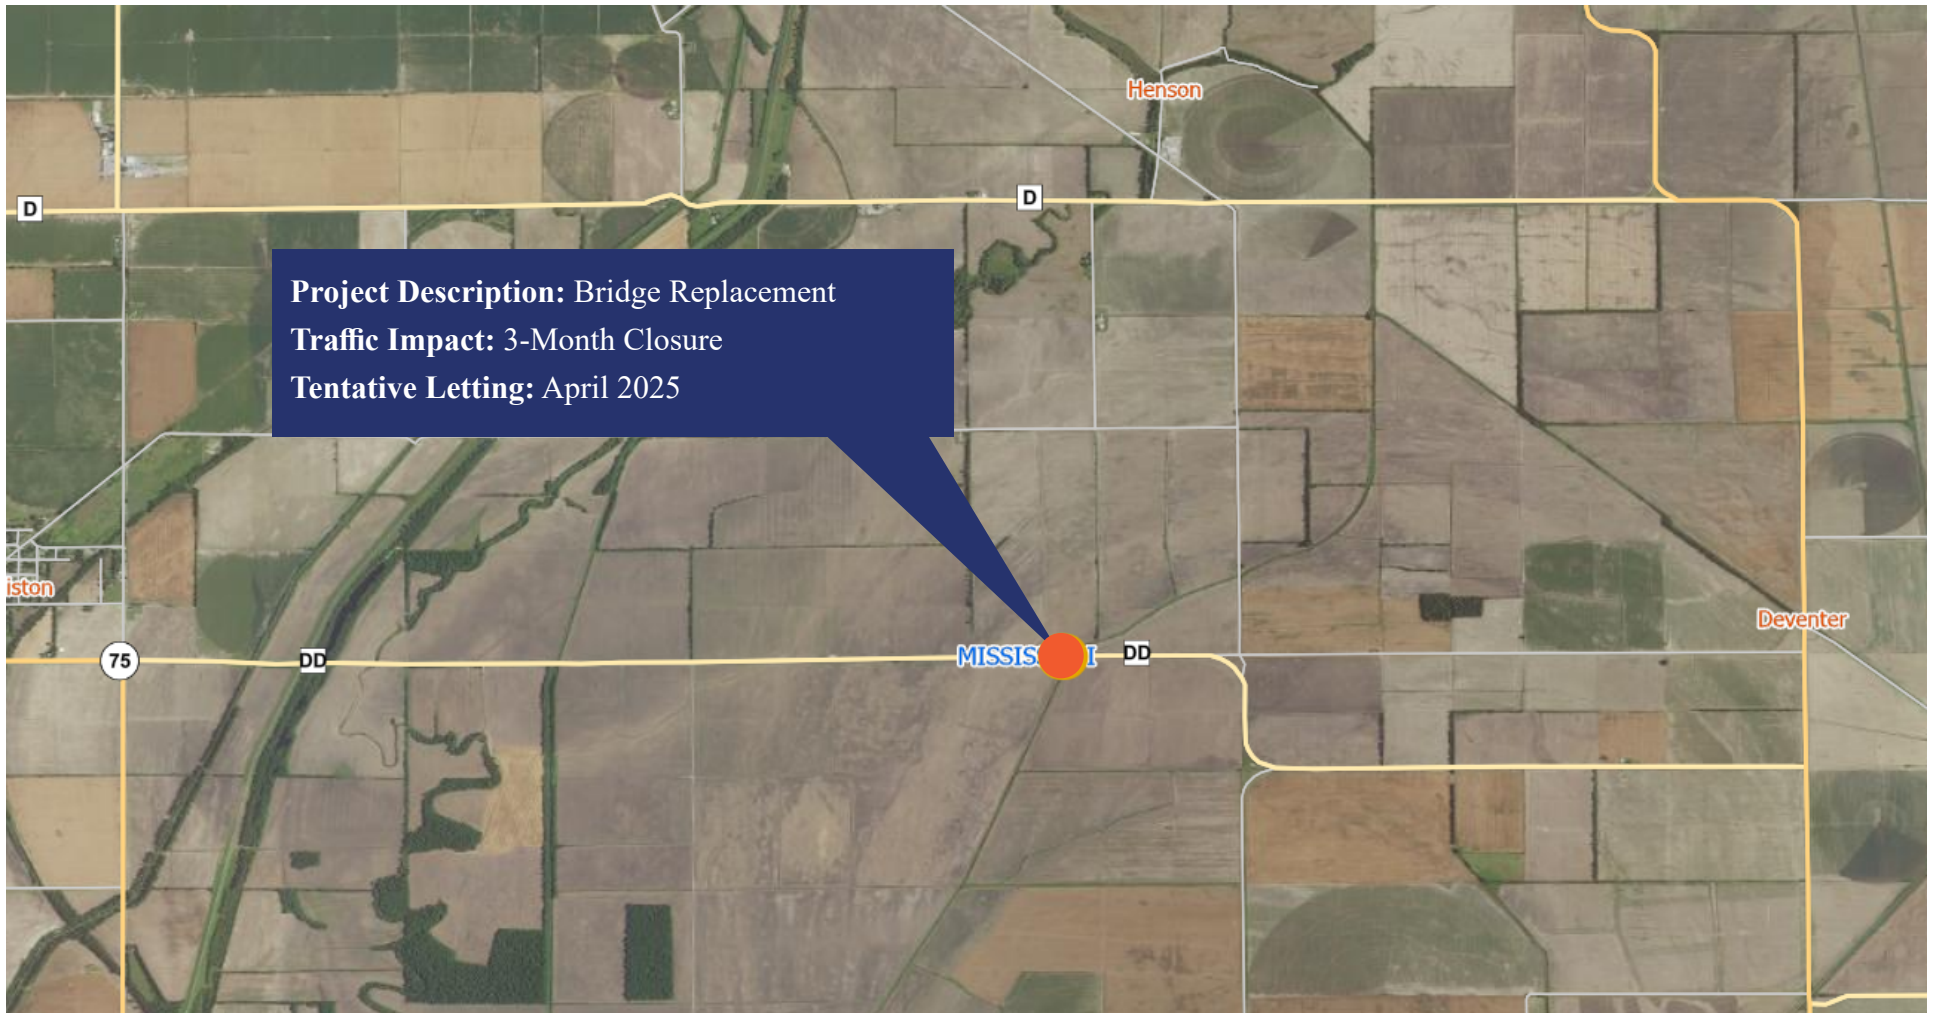 Henson
D
D
Project Description: Bridge Replacement
Traffic Impact: 3-Month Closure
Tentative Letting: April 2025
iston
Deventer
75
DD
MISSIS I
DD